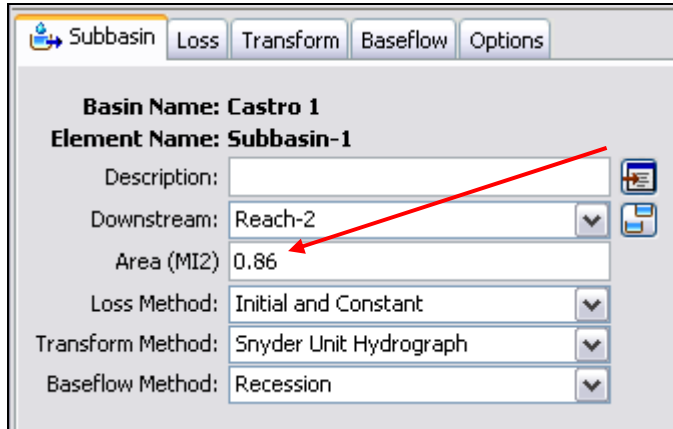 Subbasin Loss Transform Baseflow Options
Basin Name: Castro 1
Element Name: Subbasin-1
Description:
Downstream: Reach-2
Area (MI2) 0.86
Loss Method: Initial and Constant
Transform Method: Snyder Unit Hydrograph
Baseflow Method: Recession